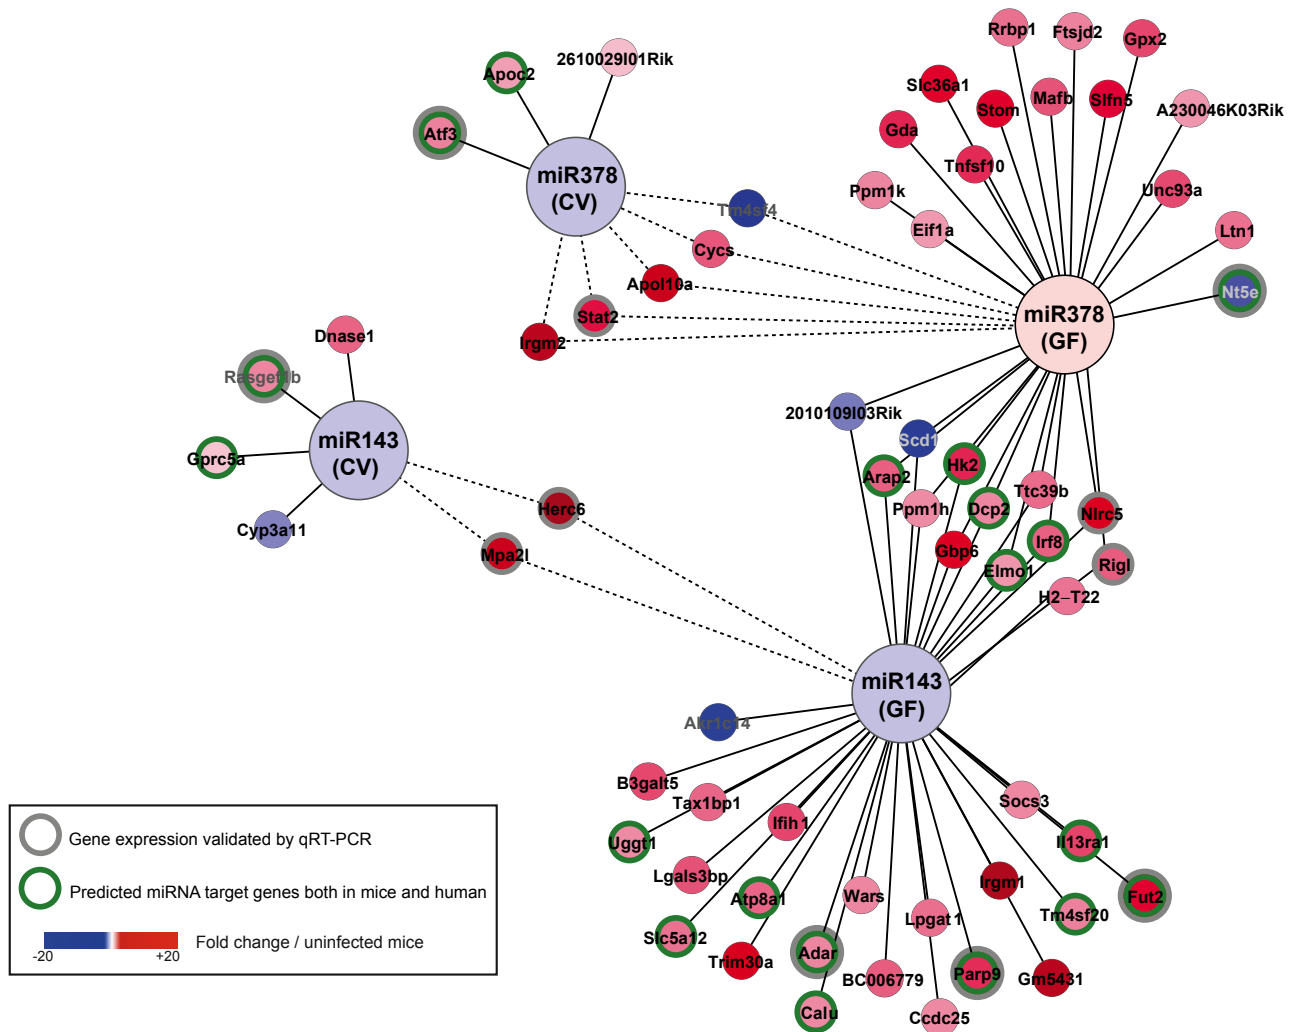 Rrbp1
Ftsjd2
Gpx2
2610029I01Rik
Apoc2
Slc36a1
Stom
Mafb
Slfn5
A230046K03Rik
Atf3
Gda
Tnfsf10
miR378
(CV)
Ppm1k
Unc93a
Tm4sf4
Eif1a
Ltn1
Cycs
Apol10a
Nt5e
Stat2
miR378
(GF)
Irgm2
Dnase1
Rasgef1b
2010109I03Rik
miR143
(CV)
Gprc5a
Scd1
Hk2
Arap2
Ttc39b
Cyp3a11
Herc6
Ppm1h
Dcp2
Nlrc5
Mpa2l
Gbp6
Irf8
Elmo1
Rigl
H2–T22
miR143
(GF)
Akr1c14
B3galt5
Tax1bp1
Socs3
Ifih1
Uggt1
Il13ra1
Lgals3bp
Irgm1
Atp8a1
Wars
Fut2
Lpgat1
Tm4sf20
Slc5a12
Trim30a
Adar
BC006779
Parp9
Gm5431
Calu
Ccdc25
Gene expression validated by qRT-PCR
Predicted miRNA target genes both in mice and human
Fold change / uninfected mice
-20
+20